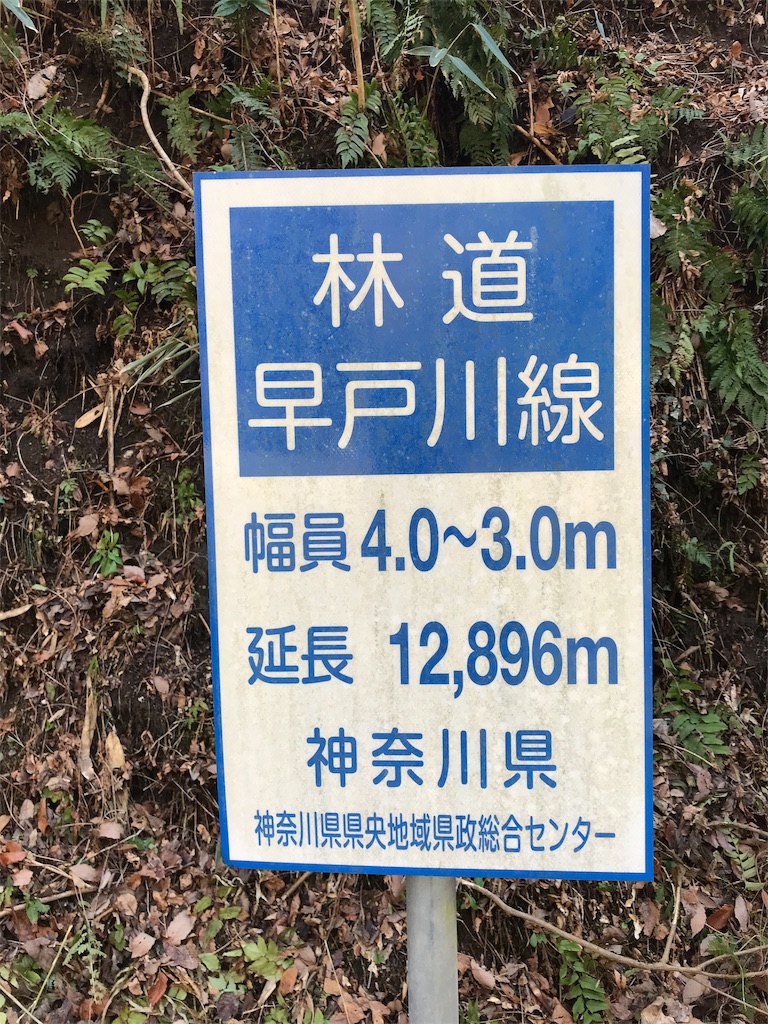 林道
早戸川線
幅員4.0~3.0m
延長 12,896m
神奈川県
神奈川県県央地域県政総合センター